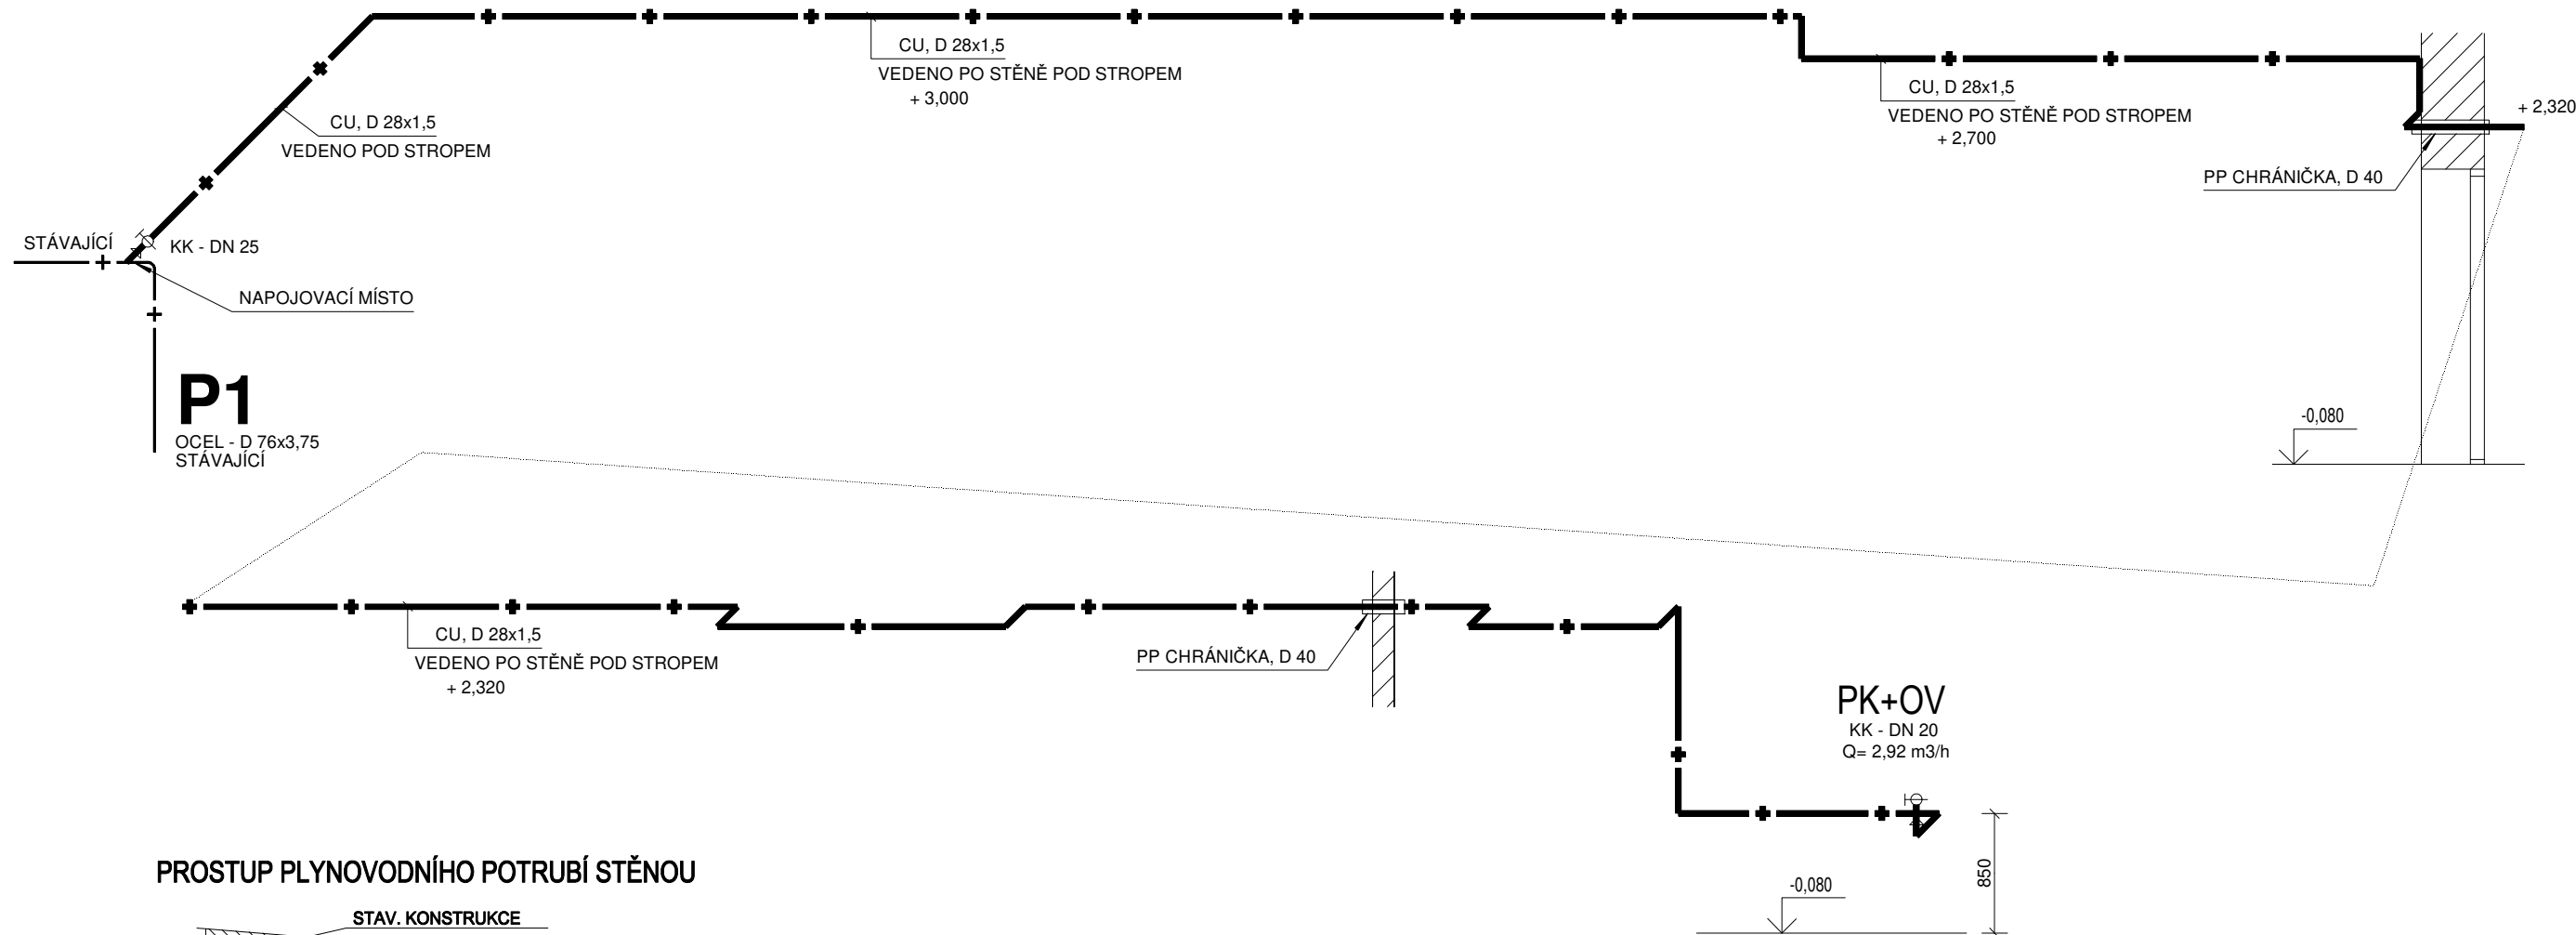 CU, D 28x1,5
VEDENO PO STĚNĚ POD STROPEM
+ 3,000
CU, D 28x1,5
VEDENO PO STĚNĚ POD STROPEM
+ 2,700
+ 2,320
CU, D 28x1,5
VEDENO POD STROPEM
PP CHRÁNIČKA, D 40
STÁVAJÍCÍ
KK - DN 25
NAPOJOVACÍ MÍSTO
P1
OCEL - D 76x3,75
STÁVAJÍCÍ
-0,080
CU, D 28x1,5
VEDENO PO STĚNĚ POD STROPEM
+ 2,320
PP CHRÁNIČKA, D 40
PK+OV
KK - DN 20
Q= 2,92 m3/h
850
-0,080
PROSTUP PLYNOVODNÍHO POTRUBÍ STĚNOU
STAV. KONSTRUKCE